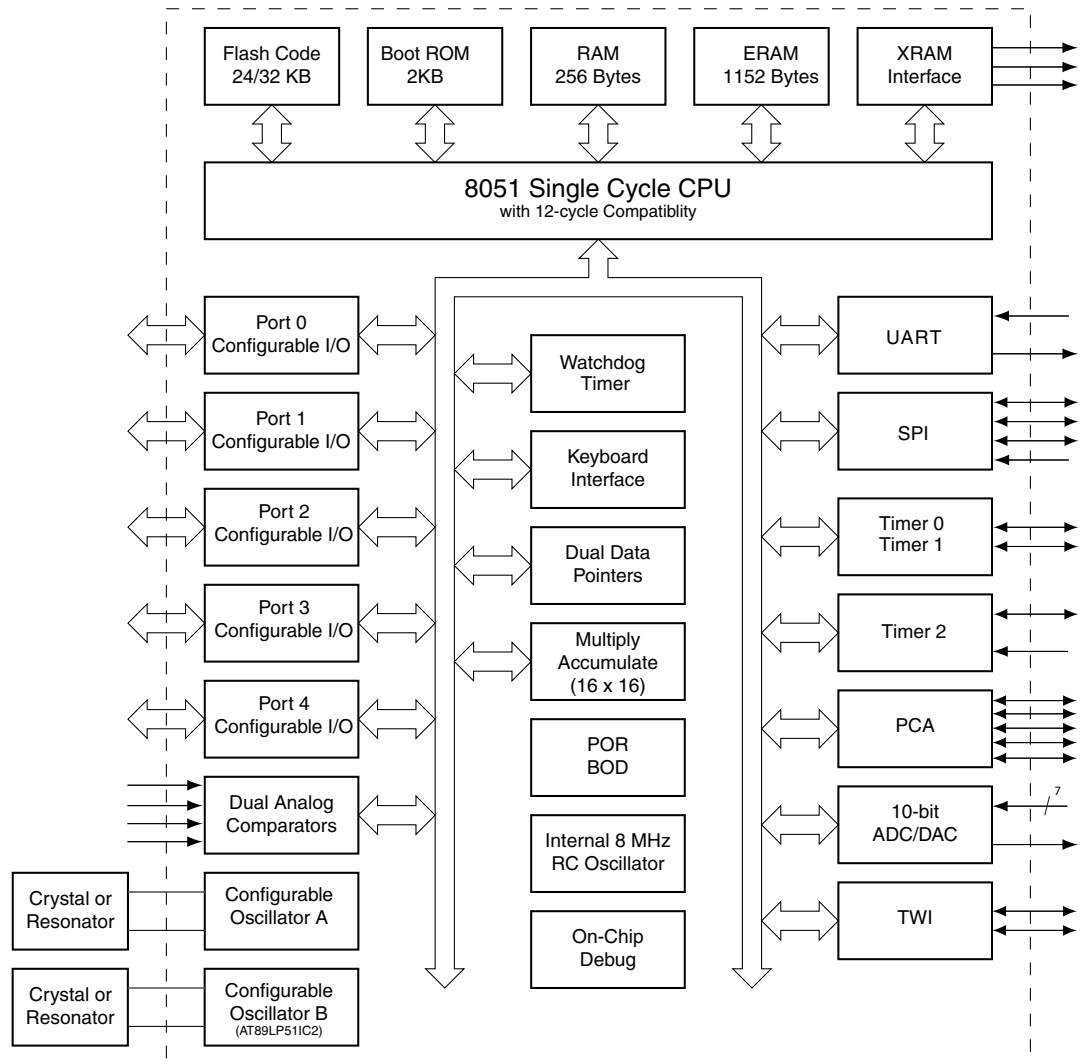 Flash Code
24/32 KB
Boot ROM
2KB
RAM
256 Bytes
ERAM
1152 Bytes
XRAM
Interface
8051 Single Cycle CPU
with 12-cycle Compatiblity
Port 0
Configurable I/O
Port 1
Configurable I/O
Port 2
Configurable I/O
Port 3
Configurable I/O
Port 4
Configurable I/O
Dual Analog
Comparators
Crystal or
Resonator
Configurable
Oscillator A
Crystal or
Resonator
Configurable
Oscillator B
(AT89LP51IC2)
Watchdog
Timer
Keyboard
Interface
Dual Data
Pointers
Multiply
Accumulate
(16 x 16)
POR
BOD
Internal 8 MHz
RC Oscillator
On-Chip
Debug
UART
SPI
Timer 0
Timer 1
Timer 2
PCA
10-bit
ADC/DAC
7
TWI